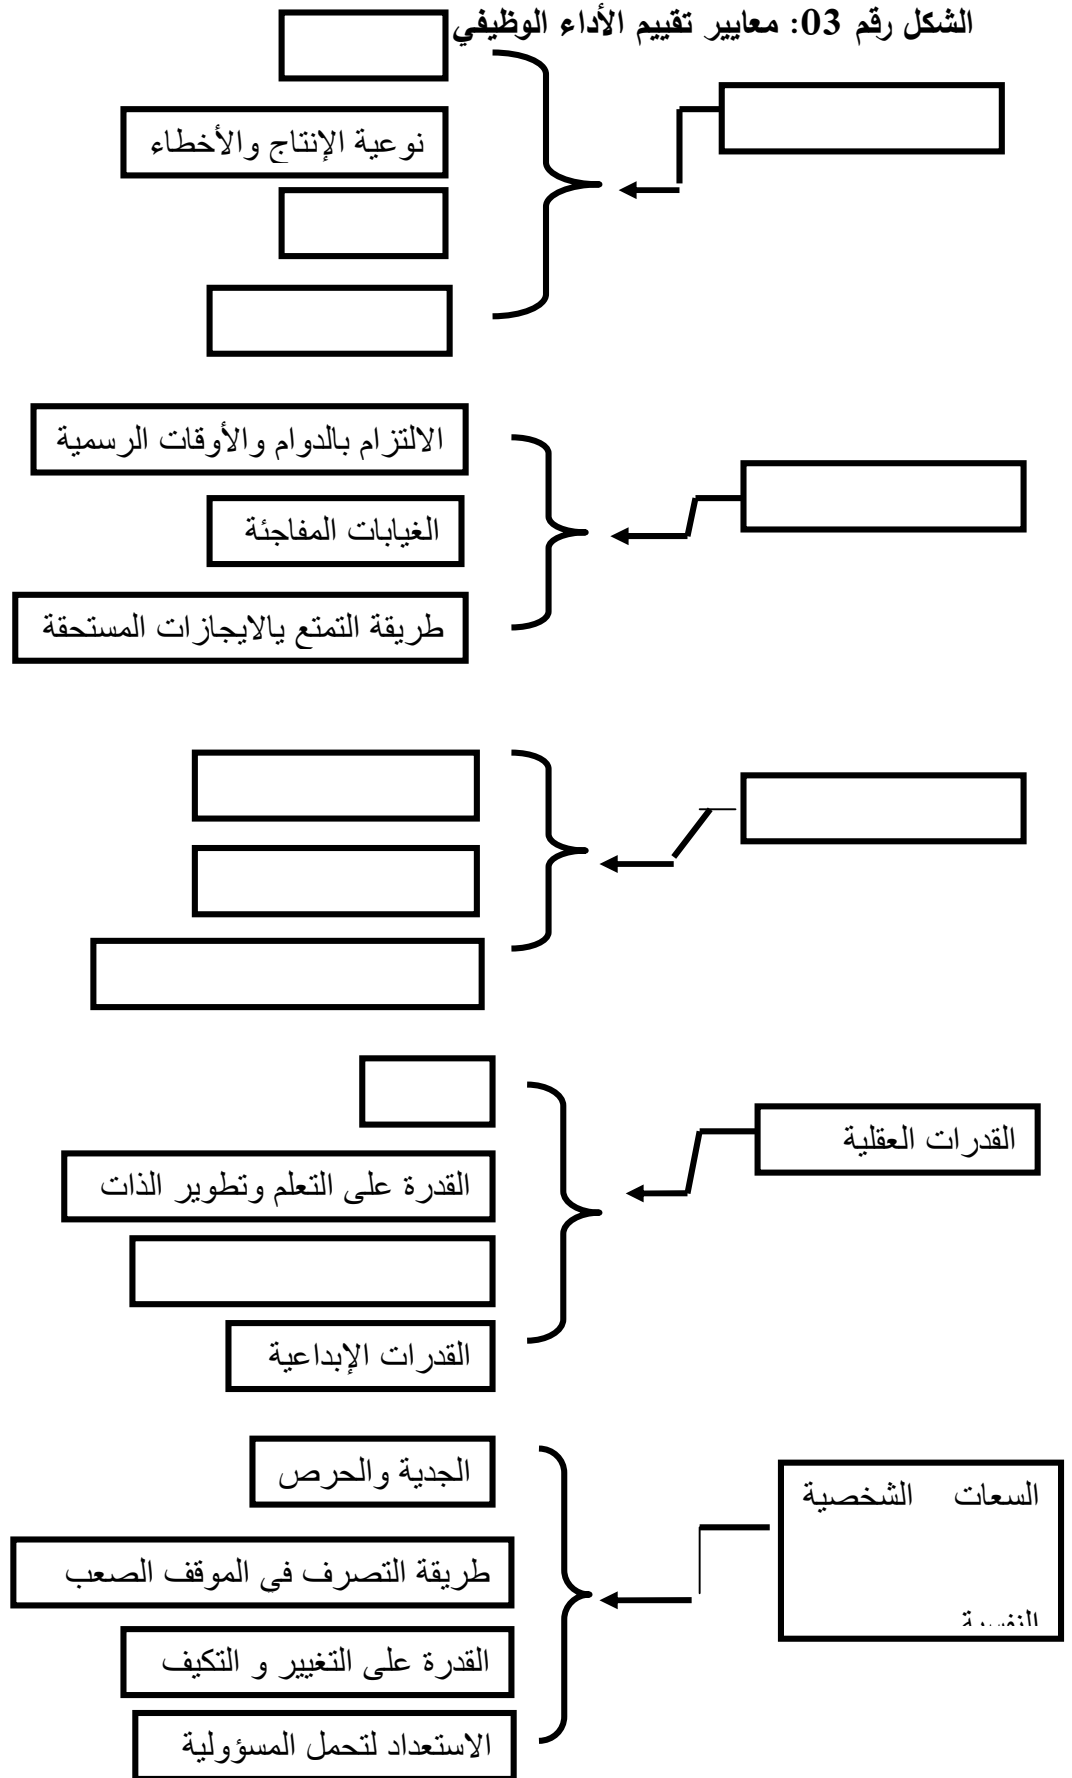 الشكل رقم 03: معايير تقييم الأداء الوظيفي
نوعية الإنتاج والأخطاء
الالتزام بالدوام والأوقات الرسمية
الغيابات المفاجئة
طريقة التمتع يالايجازات المستحقة
القدرات العقلية
القدرة على التعلم وتطوير الذات
القدرات الإبداعية
السعات الشخصية
النفسية
الجدية والحرص
طريقة التصرف في الموقف الصعب
القدرة على التغيير و التكيف
الاستعداد لتحمل المسؤولية